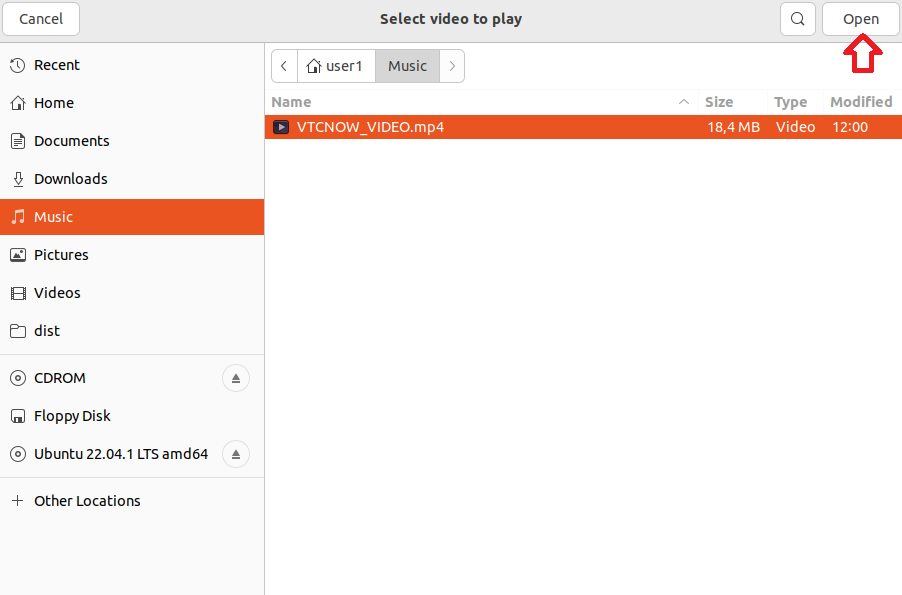 Cancel Select video to play Open
Recent
Home
Documents
Downloads
Music
Pictures
Videos
dist
CDROM
Floppy Disk
Ubuntu 22.04.1 LTS amd64
Other Locations
user1 Music
Name Size Type Modified
VTCNOW_VIDEO.mp4 18,4 MB Video 12:00